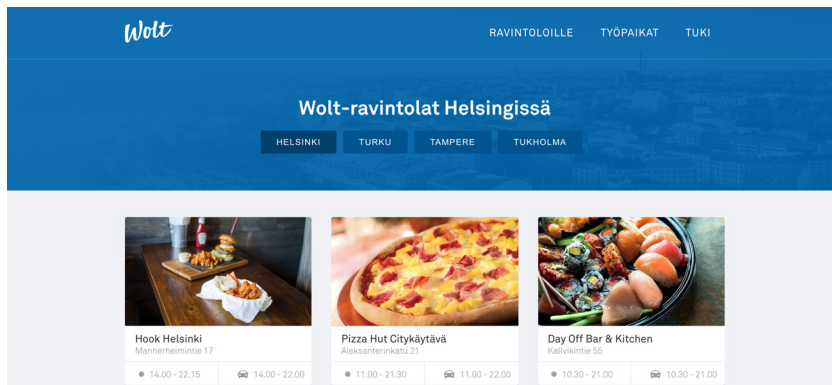 Wolt
RAVINTOLOILLE TYÖPAIKAT TUKI
Wolt-ravintolat Helsingissä
HELSINKI TURKU TAMPERE TUKHOLMA
Hook Helsinki
Mannerheimintie 17
14.00 - 22.15 14.00 - 22.00
Pizza Hut Citykäytävä
Aleksanterinkatu 21
11.00 - 21.30 11.00 - 22.00
Day Off Bar & Kitchen
Kallvikintie 55
10.30 - 21.00 10.30 - 21.00